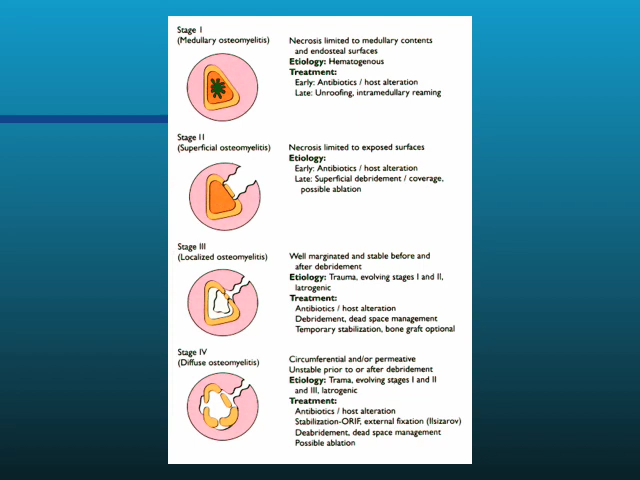 Stage I
(Medullary osteomyelitis)
Necrosis limited to medullary contents
and endosteal surfaces
Etiology: Hematogenous
Treatment:
Early: Antibiotics / host alteration
Late: Unroofing, intramedullary reaming
Stage II
(Superficial osteomyelitis)
Necrosis limited to exposed surfaces
Etiology:
Early: Antibiotics / host alteration
Late: Superficial debridement / coverage,
possible ablation
Stage III
(Localized osteomyelitis)
Well marginated and stable before and
after debridement
Etiology: Trauma, evolving stages I and II,
Iatrogenic
Treatment:
Antibiotics / host alteration
Debridement, dead space management
Temporary stabilization, bone graft optional
Stage IV
(Diffuse osteomyelitis)
Circumferential and/or permeative
Unstable prior to or after debridement
Etiology: Trama, evolving stages I and II
and III, Iatrogenic
Treatment:
Antibiotics / host alteration
Stabilization-ORIF, external fixation (Ilsizarov)
Deabridement, dead space management
Possible ablation